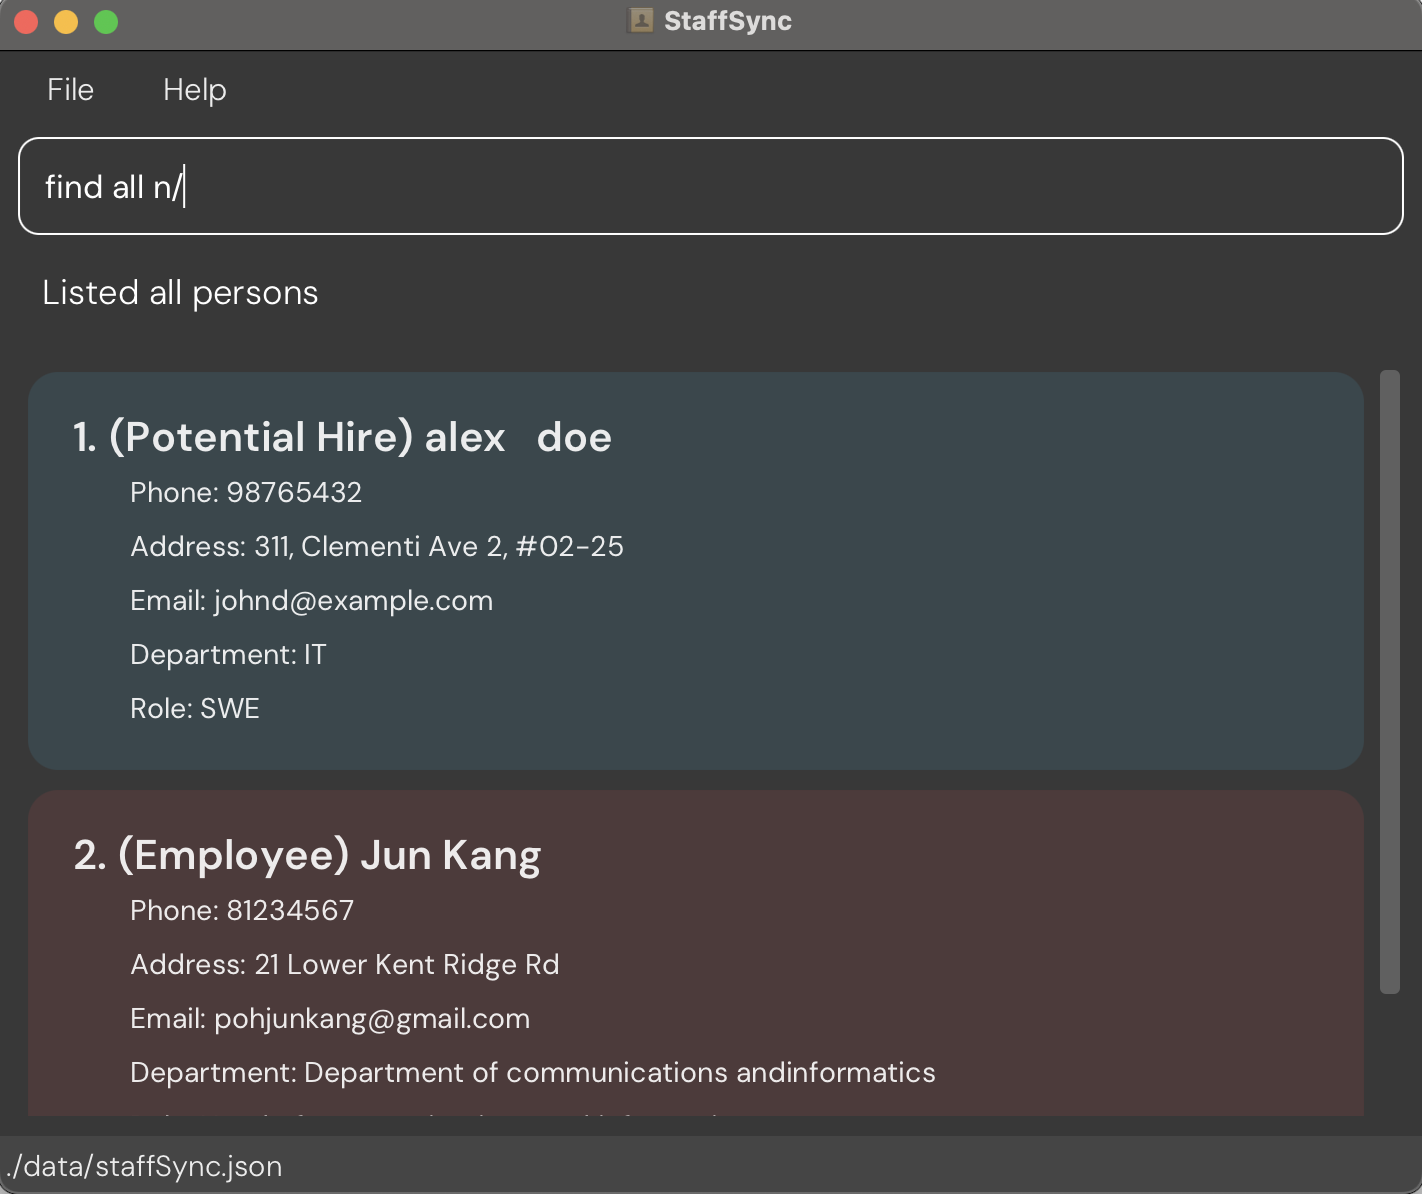 StaffSync
File Help
find all n/
Listed all persons
1. (Potential Hire) alex   doe
Phone: 98765432
Address: 311, Clementi Ave 2, #02-25
Email: johnd@example.com
Department: IT
Role: SWE
2. (Employee) Jun Kang
Phone: 81234567
Address: 21 Lower Kent Ridge Rd
Email: pohjunkang@gmail.com
Department: Department of communications andinformatics
./data/staffSync.json